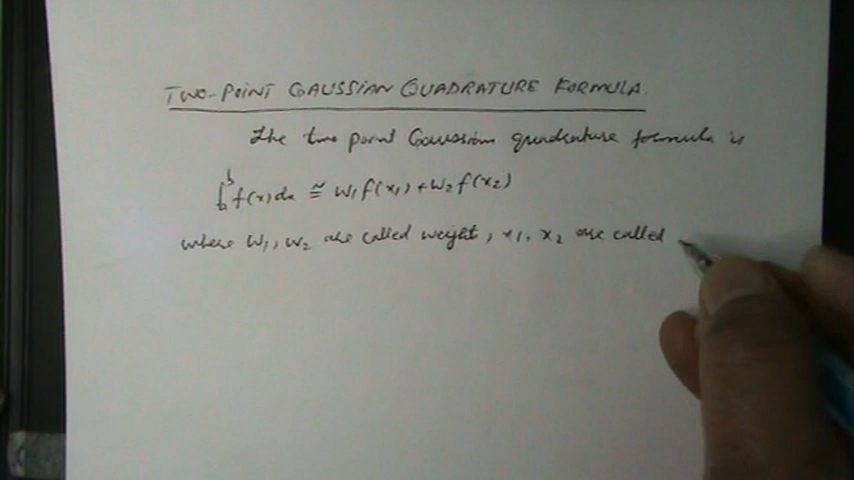 TWO-POINT GAUSSIAN QUADRATURE FORMULA.
The two point Gaussian quadrature formula is
∫_b^b f(x)dx ≅ w₁f(x₁)+w₂f(x₂)
where w₁, w₂ are called weight, x₁, x₂ are called